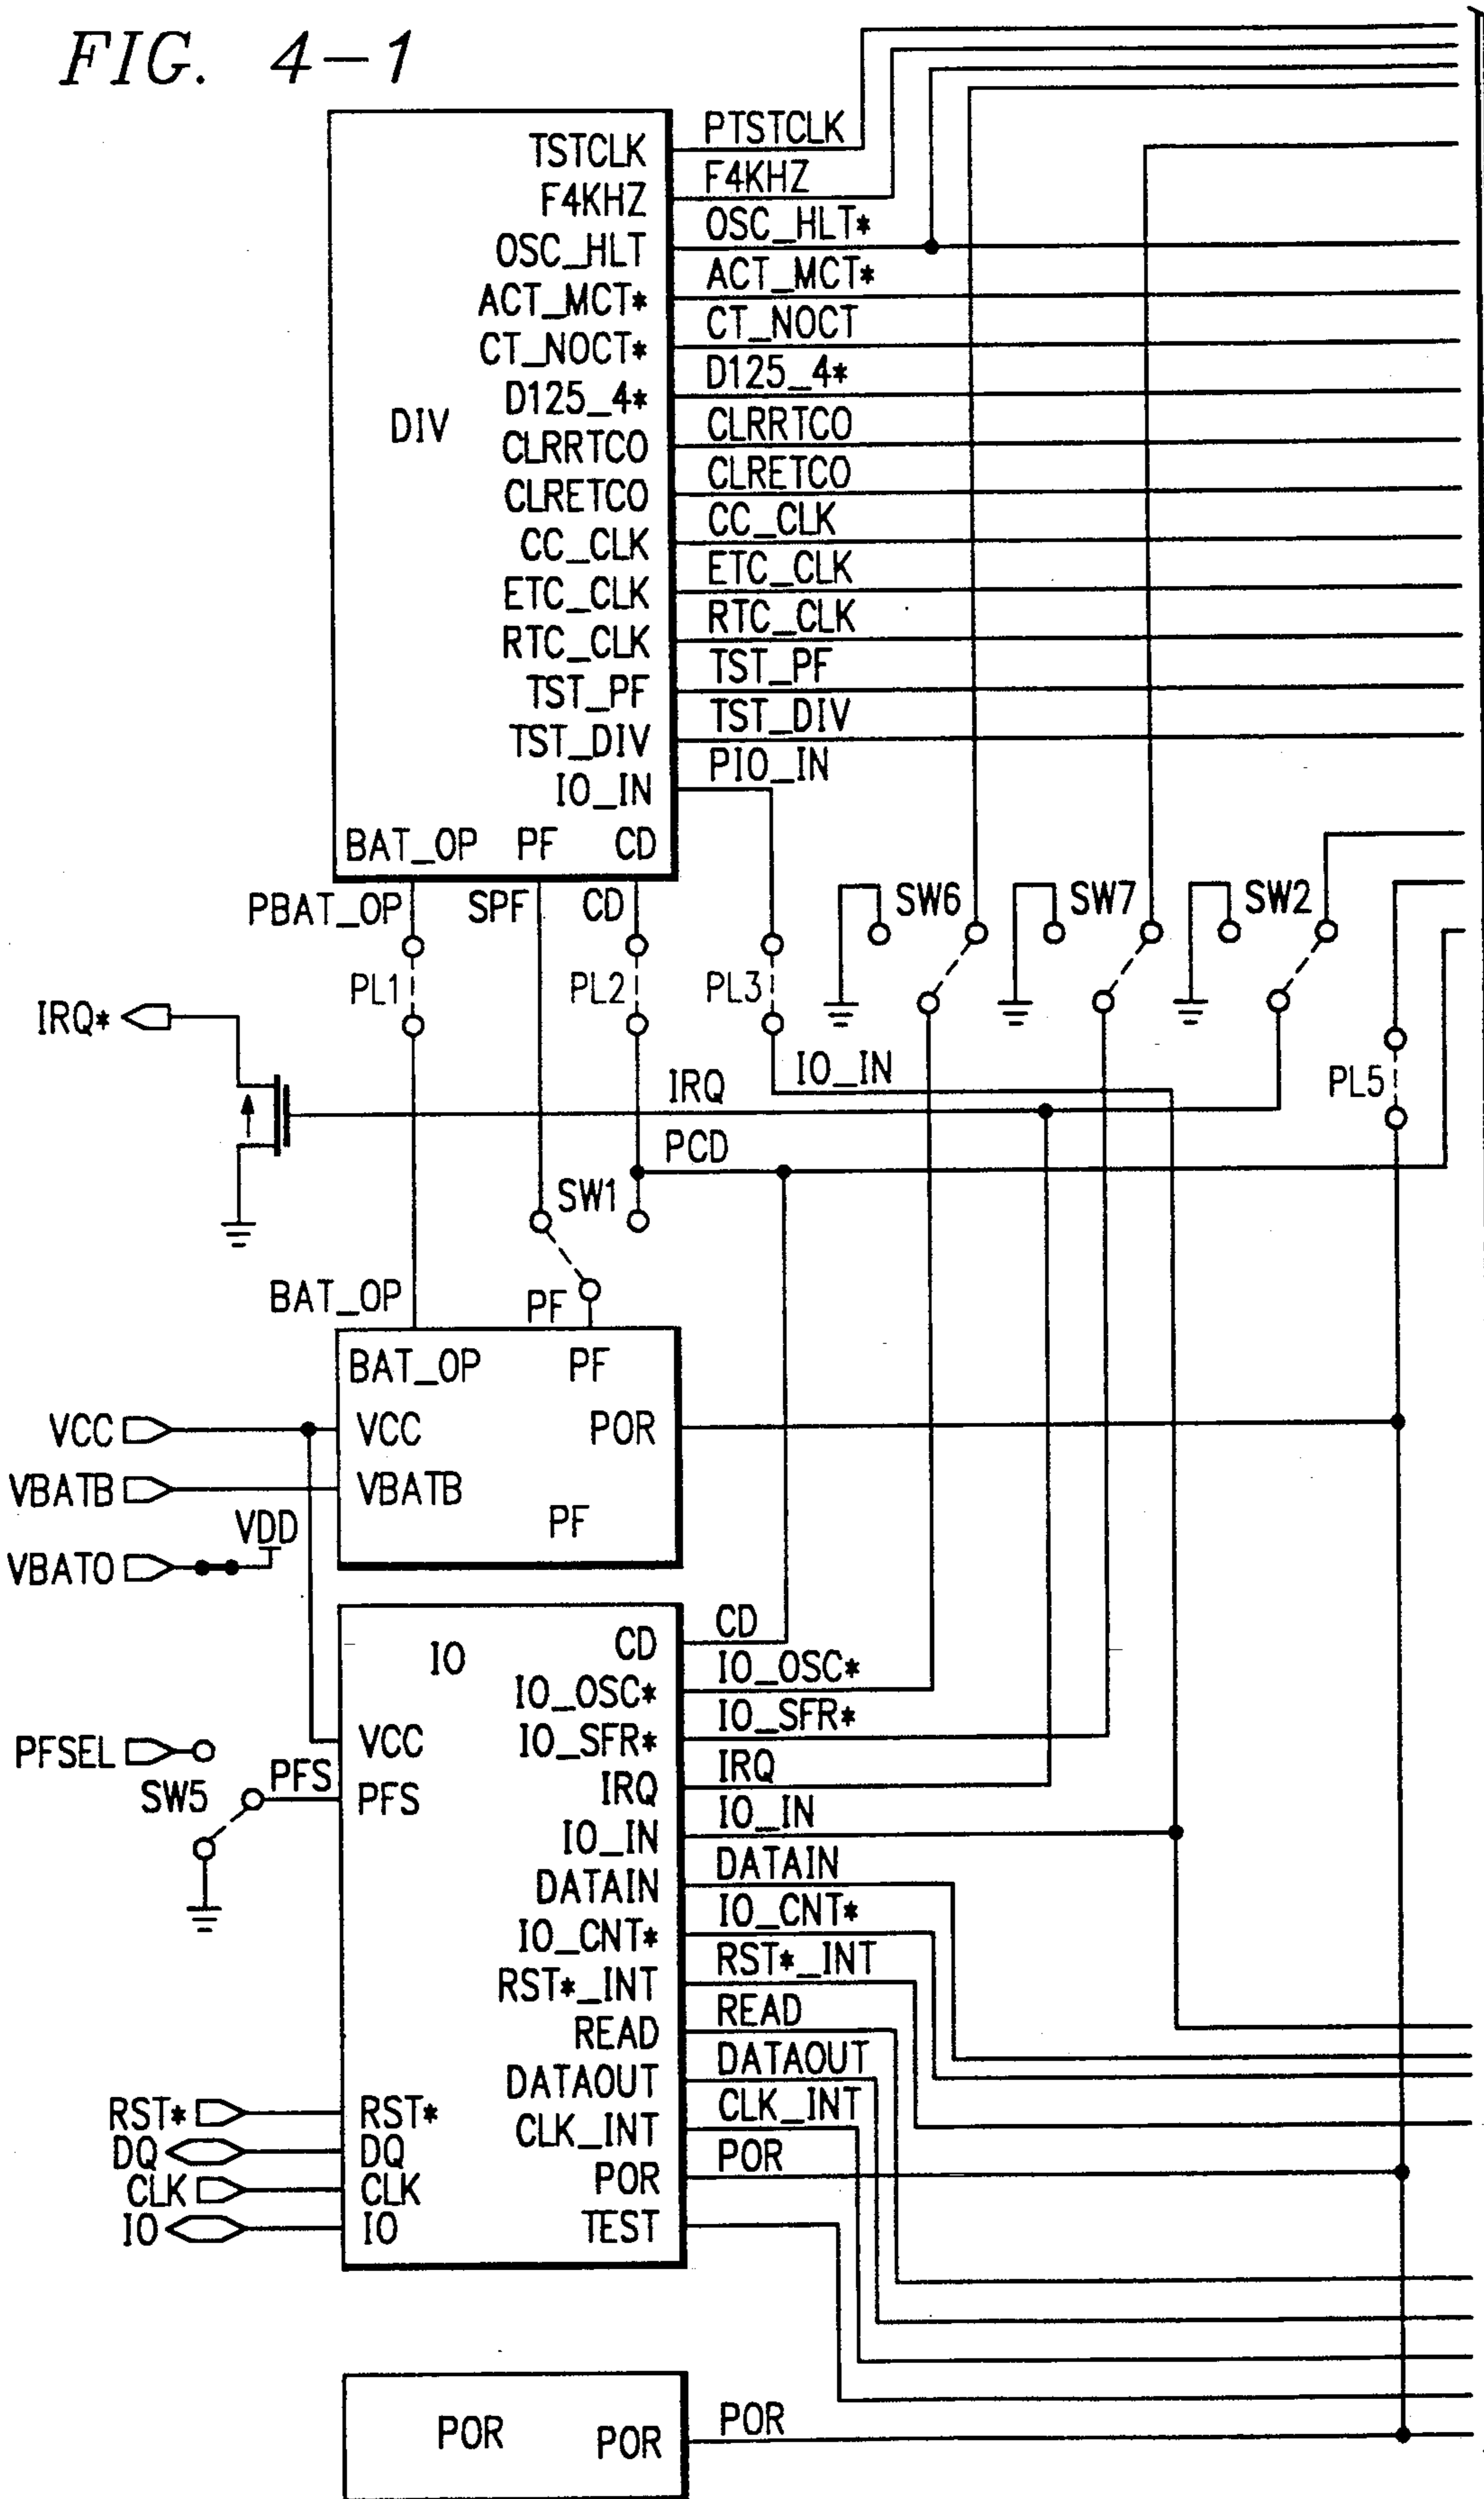 FIG. 4-1
TSTCLK PTSTCLK
F4KHZ F4KHZ
OSC_HLT OSC_HLT*
ACT_MCT* ACT_MCT*
CT_NOCT* CT_NOCT
D125_4* D125_4*
DIV
CLRRTCO CLRRTCO
CLRETCO CLRETCO
CC_CLK CC_CLK
ETC_CLK ETC_CLK
RTC_CLK RTC_CLK
TST_PF TST_PF
TST_DIV TST_DIV
IO_IN PIO_IN
BAT_OP PF CD
PBAT_OP SPF CD SW6 SW7 SW2
PL1 PL2 PL3
IRQ*
IRQ IO_IN PL5
PCD
SW1
BAT_OP PF
BAT_OP PF
VCC VCC POR
VBATB VBATB
PF
VDD
VBATO
IO CD CD
IO_OSC* IO_OSC*
VCC IO_SFR* IO_SFR*
PFSEL
SW5 PFS PFS IRQ IRQ
IO_IN IO_IN
DATAIN DATAIN
IO_CNT* IO_CNT*
RST*_INT RST*_INT
READ READ
DATAOUT DATAOUT
RST* RST* CLK_INT CLK_INT
DQ DQ
CLK CLK POR POR
IO IO TEST
POR POR POR